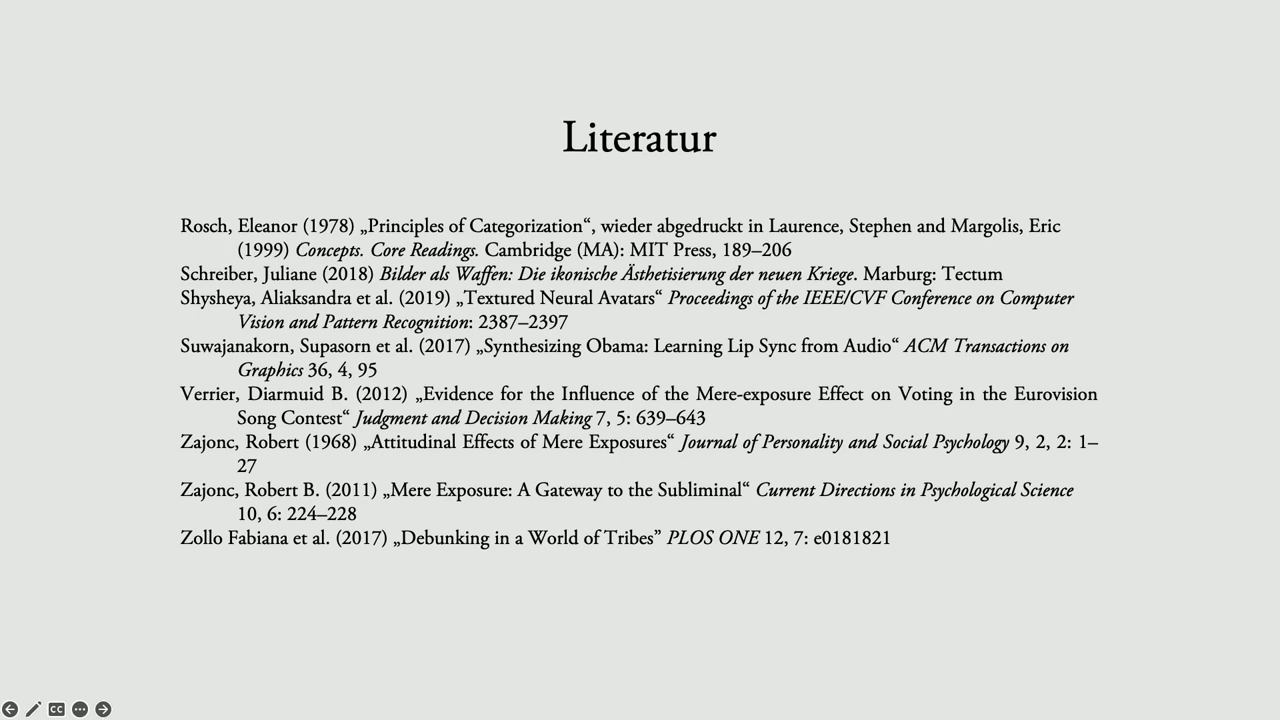 Literatur
Rosch, Eleanor (1978) „Principles of Categorization“, wieder abgedruckt in Laurence, Stephen and Margolis, Eric
(1999) Concepts. Core Readings. Cambridge (MA): MIT Press, 189–206
Schreiber, Juliane (2018) Bilder als Waffen: Die ikonische Ästhetisierung der neuen Kriege. Marburg: Tectum
Shysheya, Aliaksandra et al. (2019) „Textured Neural Avatars“ Proceedings of the IEEE/CVF Conference on Computer
Vision and Pattern Recognition: 2387–2397
Suwajanakorn, Supasorn et al. (2017) „Synthesizing Obama: Learning Lip Sync from Audio“ ACM Transactions on
Graphics 36, 4, 95
Verrier, Diarmuid B. (2012) „Evidence for the Influence of the Mere-exposure Effect on Voting in the Eurovision
Song Contest“ Judgment and Decision Making 7, 5: 639–643
Zajonc, Robert (1968) „Attitudinal Effects of Mere Exposures“ Journal of Personality and Social Psychology 9, 2, 2: 1–
27
Zajonc, Robert B. (2011) „Mere Exposure: A Gateway to the Subliminal“ Current Directions in Psychological Science
10, 6: 224–228
Zollo Fabiana et al. (2017) „Debunking in a World of Tribes” PLOS ONE 12, 7: e0181821
CC